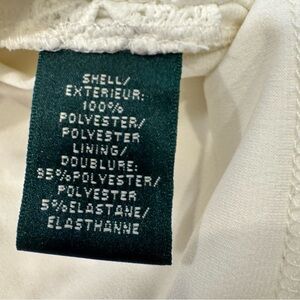 SHELL/
EXTERIEUR:
100%
POLYESTER/
POLYESTER
LINING/
DOUBLURE:
95%POLYESTER/
POLYESTER
5%ELASTANE/
ELASTHANNE